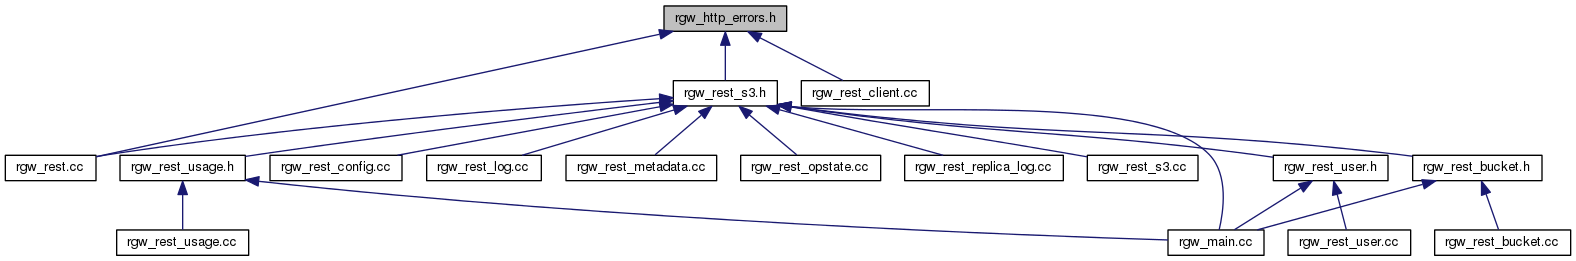 rgw_http_errors.h
rgw_rest_s3.h
rgw_rest_client.cc
rgw_rest.cc
rgw_rest_usage.h
rgw_rest_config.cc
rgw_rest_log.cc
rgw_rest_metadata.cc
rgw_rest_opstate.cc
rgw_rest_replica_log.cc
rgw_rest_s3.cc
rgw_rest_user.h
rgw_rest_bucket.h
rgw_rest_usage.cc
rgw_main.cc
rgw_rest_user.cc
rgw_rest_bucket.cc